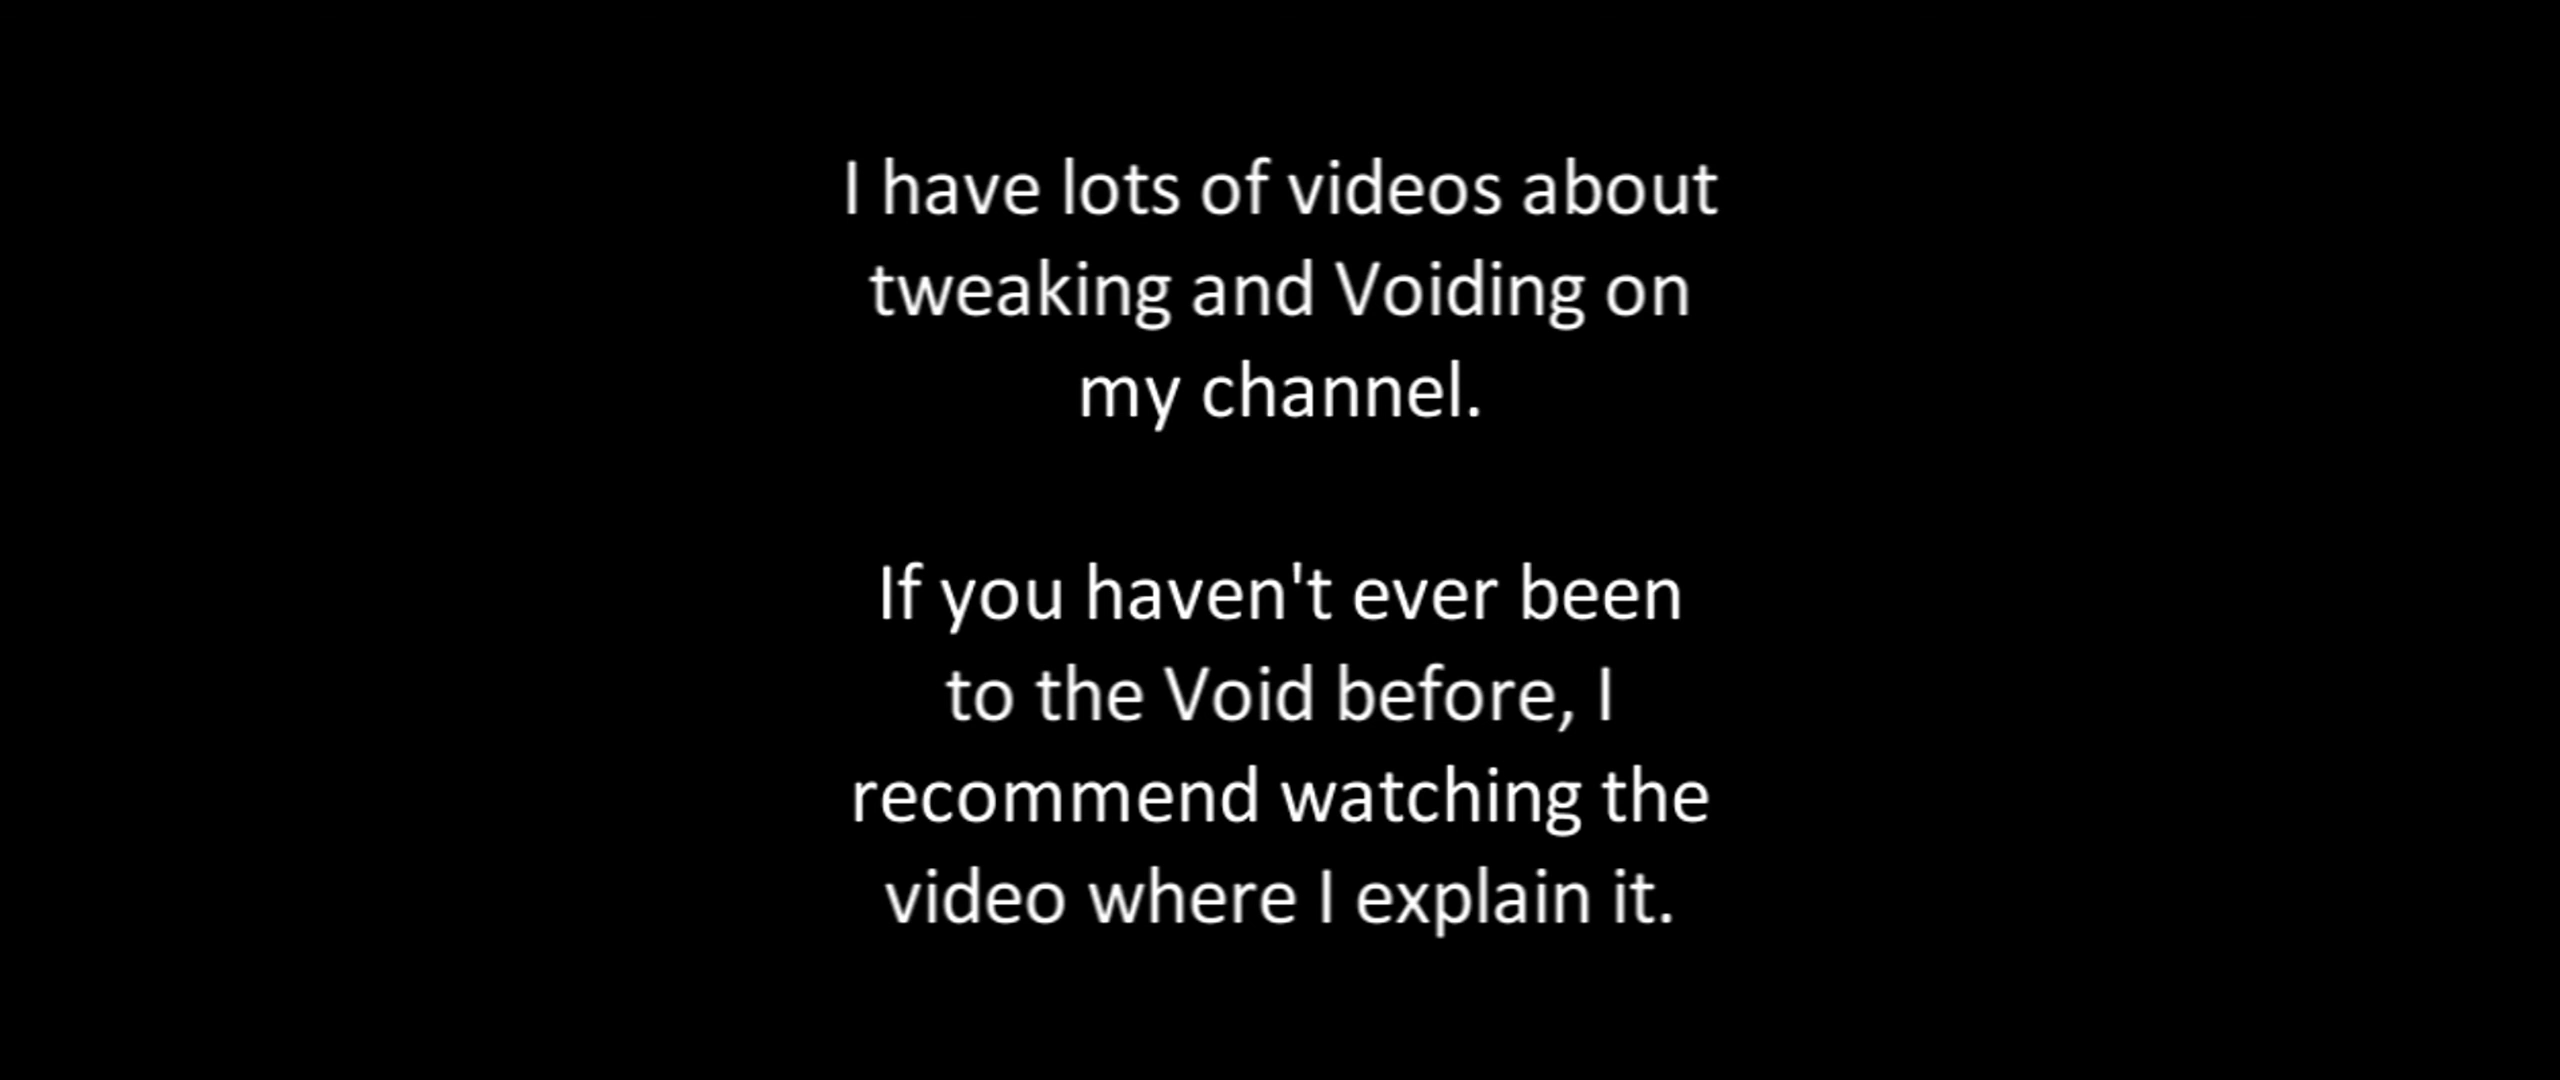 I have lots of videos about
tweaking and Voiding on
my channel.
If you haven't ever been
to the Void before, I
recommend watching the
video where I explain it.